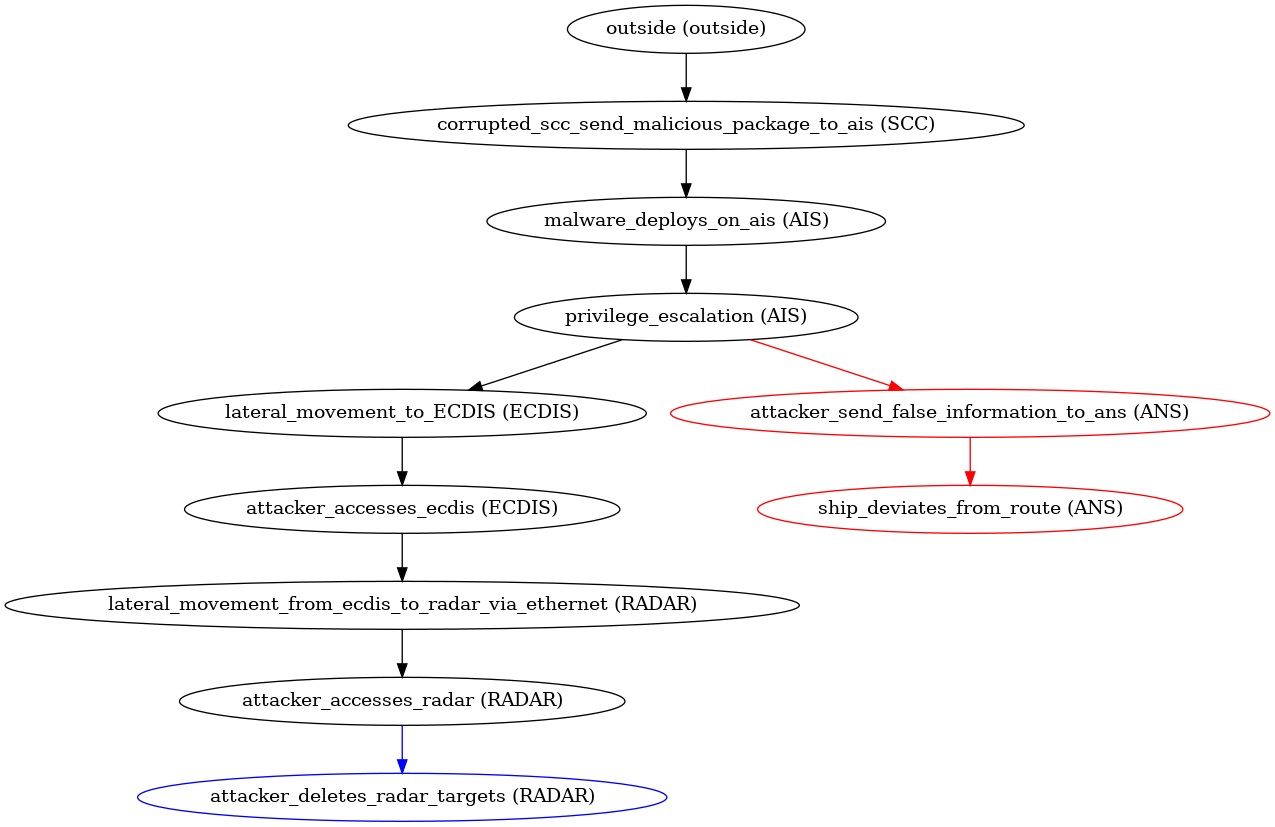 outside (outside)
corrupted_scc_send_malicious_package_to_ais (SCC)
malware_deploys_on_ais (AIS)
privilege_escalation (AIS)
lateral_movement_to_ECDIS (ECDIS)
attacker_send_false_information_to_ans (ANS)
attacker_accesses_ecdis (ECDIS)
ship_deviates_from_route (ANS)
lateral_movement_from_ecdis_to_radar_via_ethernet (RADAR)
attacker_accesses_radar (RADAR)
attacker_deletes_radar_targets (RADAR)